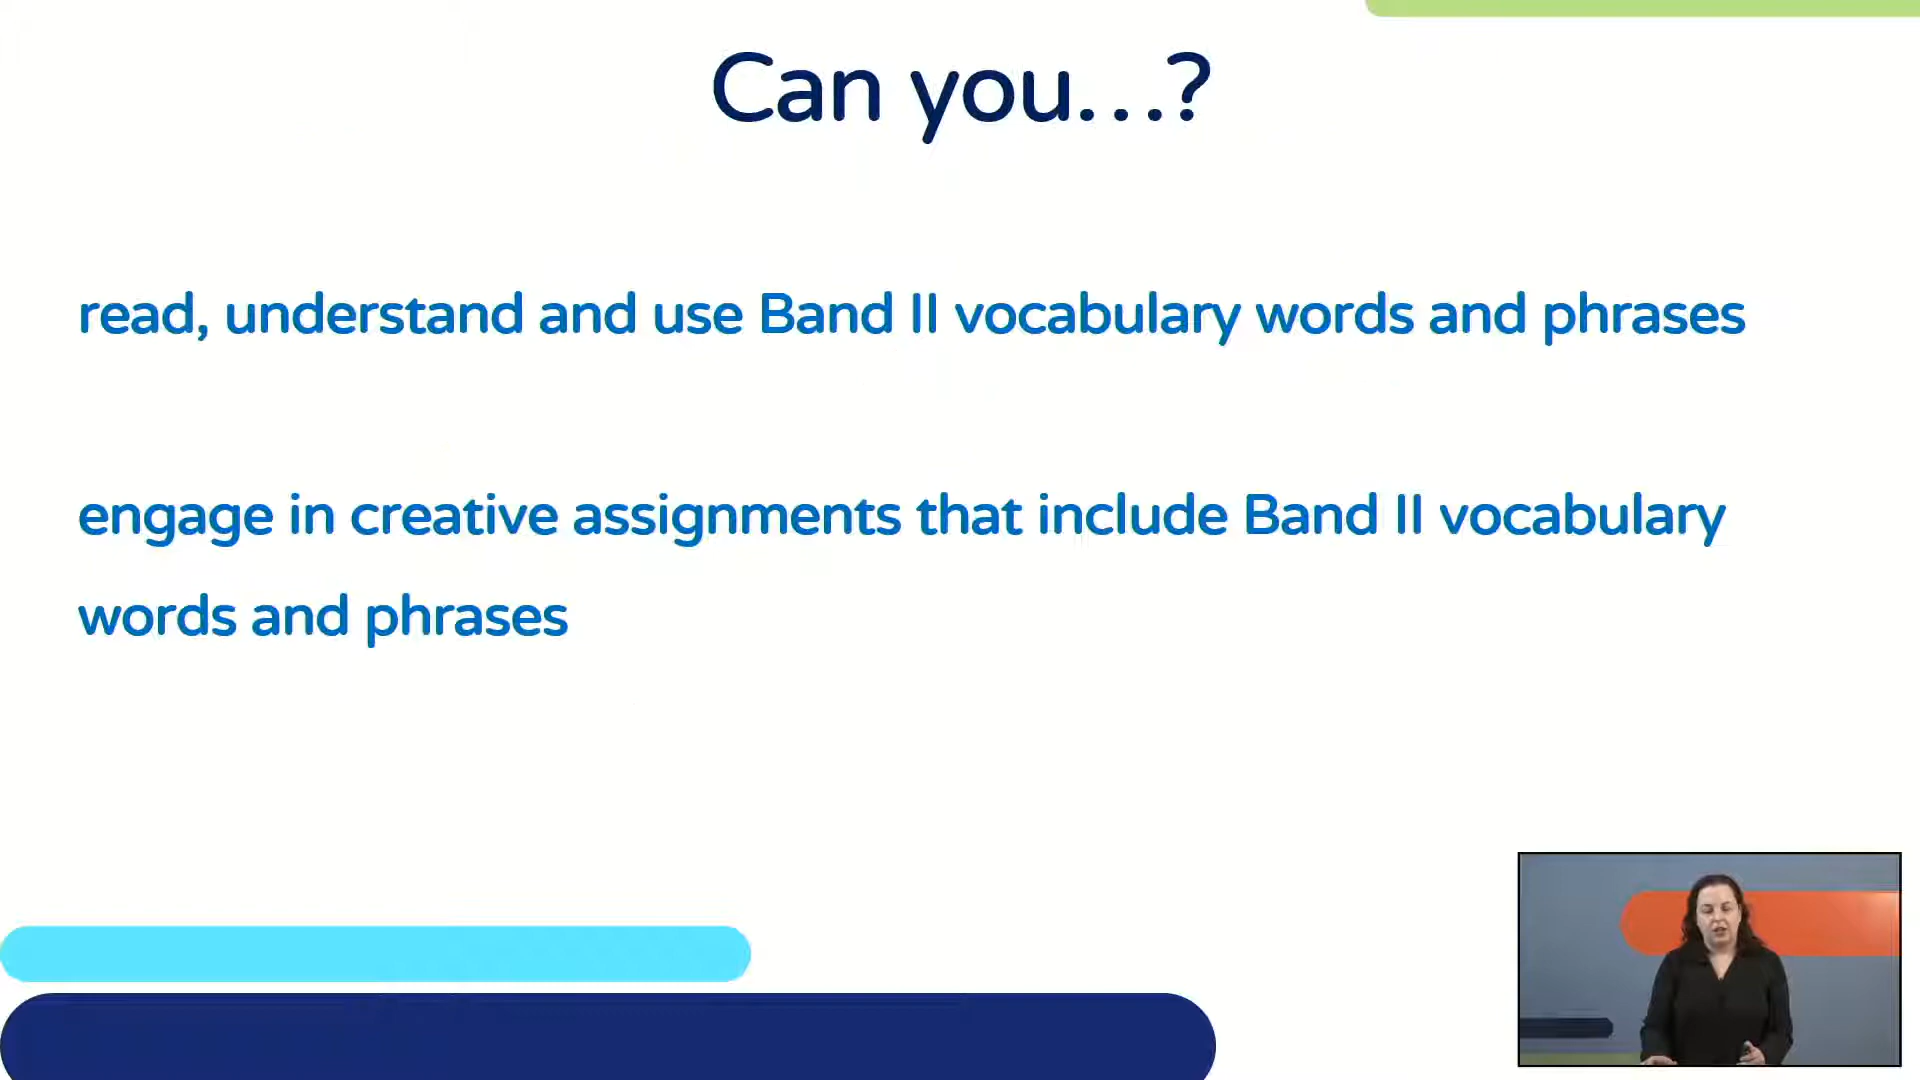 Can you…?
read, understand and use Band II vocabulary words and phrases
engage in creative assignments that include Band II vocabulary
words and phrases